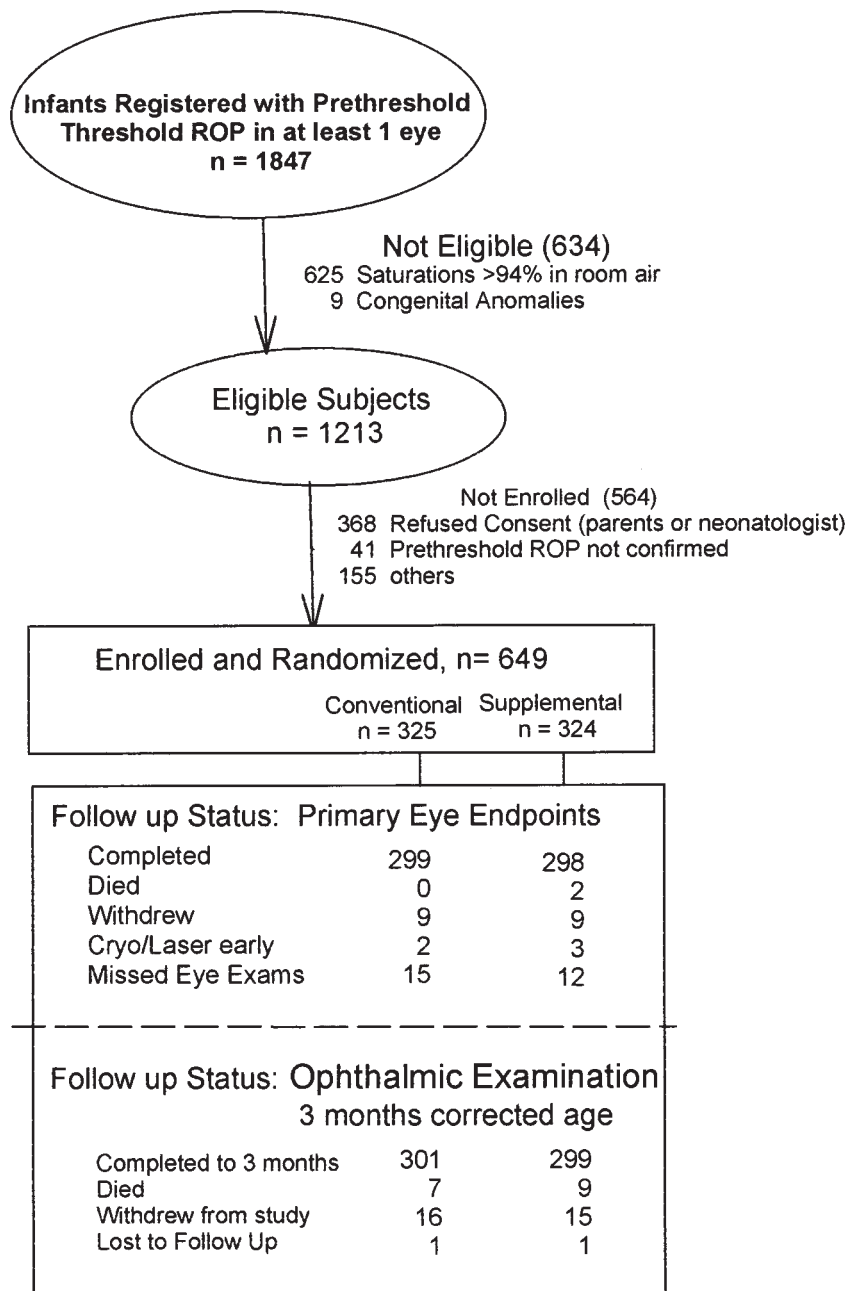 Infants Registered with Prethreshold
Threshold ROP in at least 1 eye
n = 1847
Not Eligible (634)
625 Saturations >94% in room air
9 Congenital Anomalies
Eligible Subjects
n = 1213
Not Enrolled (564)
368 Refused Consent (parents or neonatologist)
41 Prethreshold ROP not confirmed
155 others
Enrolled and Randomized, n= 649
Conventional Supplemental
n = 325 n = 324
Follow up Status: Primary Eye Endpoints
Completed 299 298
Died 0 2
Withdrew 9 9
Cryo/Laser early 2 3
Missed Eye Exams 15 12
Follow up Status: Ophthalmic Examination
3 months corrected age
Completed to 3 months 301 299
Died 7 9
Withdrew from study 16 15
Lost to Follow Up 1 1